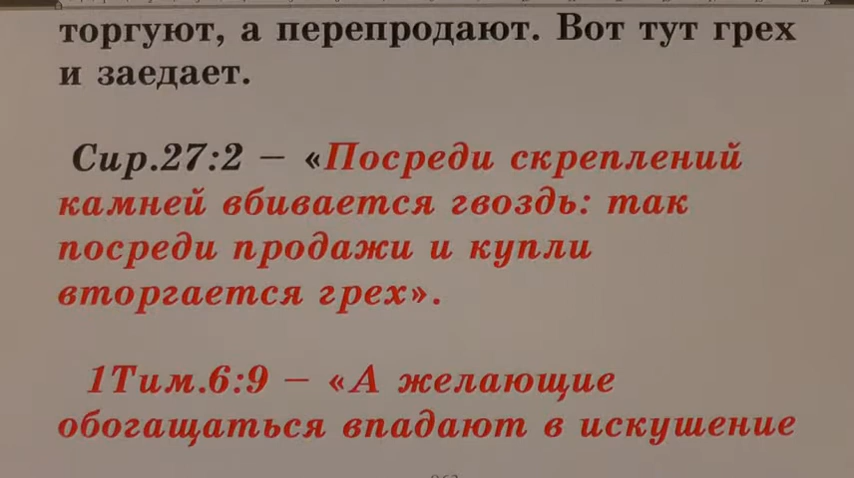 торгуют, а перепродают. Вот тут грех
и заедает.
Сир.27:2 – «Посреди скреплений
камней вбивается гвоздь: так
посреди продажи и купли
вторгается грех».
1Тим.6:9 – «А желающие
обогащаться впадают в искушение